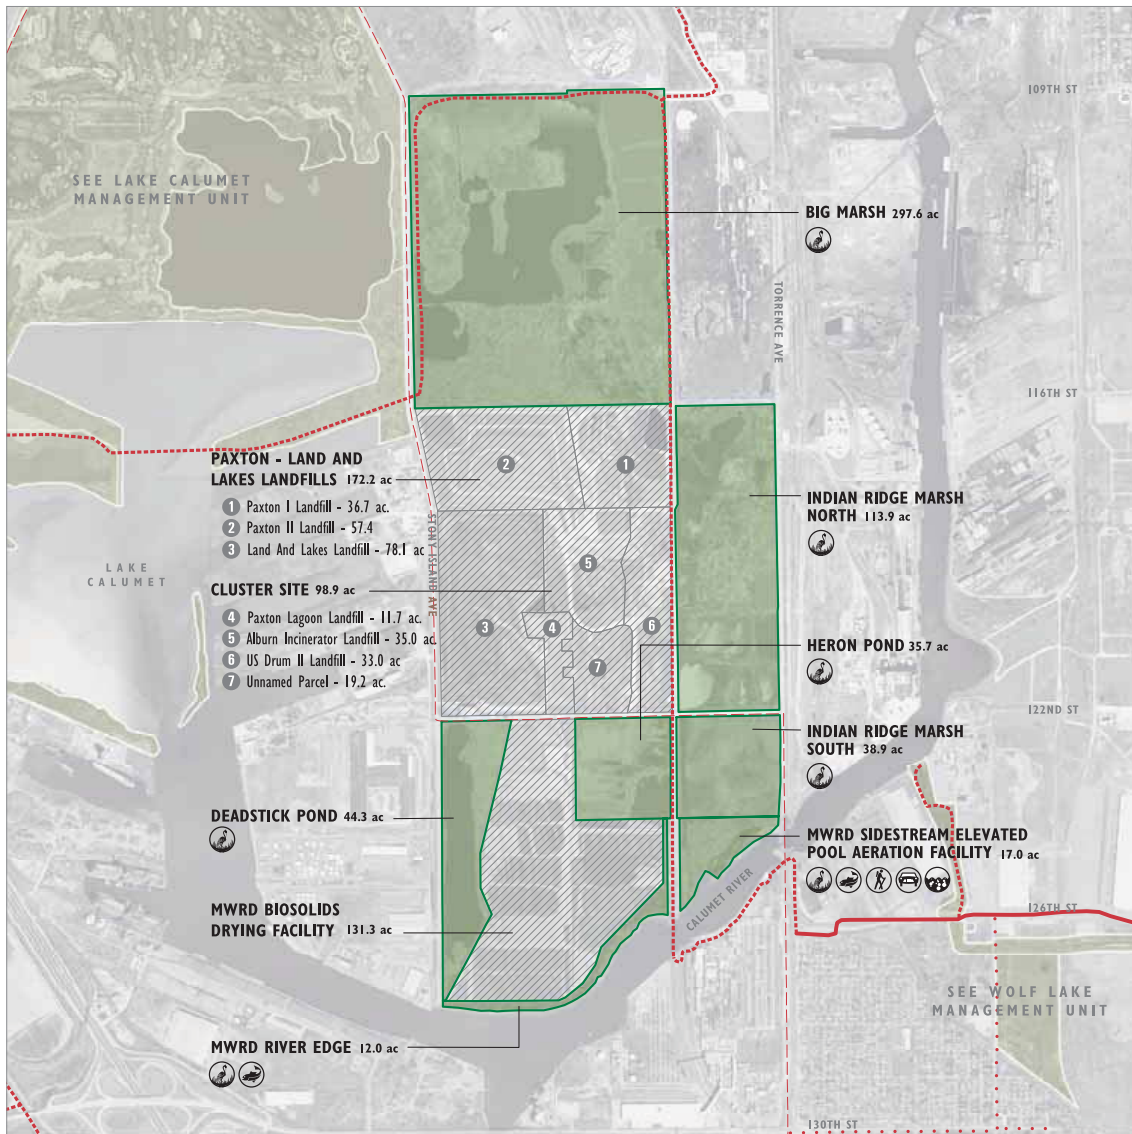 109TH ST
SEE LAKE CALUMET
MANAGEMENT UNIT
BIG MARSH 297.6 ac
TORRENCE AVE
116TH ST
PAXTON - LAND AND
LAKES LANDFILLS 172.2 ac
1 Paxton I Landfill - 36.7 ac.
2 Paxton II Landfill - 57.4
3 Land And Lakes Landfill - 78.1 ac
2
1
INDIAN RIDGE MARSH
NORTH 113.9 ac
STONY ISLAND AVE
LAKE
CALUMET
5
CLUSTER SITE 98.9 ac
4 Paxton Lagoon Landfill - 11.7 ac.
5 Alburn Incinerator Landfill - 35.0 ac
6 US Drum II Landfill - 33.0 ac
7 Unnamed Parcel - 19.2 ac.
3
4
6
7
HERON POND 35.7 ac
122ND ST
INDIAN RIDGE MARSH
SOUTH 38.9 ac
DEADSTICK POND 44.3 ac
MWRD SIDESTREAM ELEVATED
POOL AERATION FACILITY 17.0 ac
CALUMET RIVER
126TH ST
MWRD BIOSOLIDS
DRYING FACILITY 131.3 ac
SEE WOLF LAKE
MANAGEMENT UNIT
MWRD RIVER EDGE 12.0 ac
130TH ST